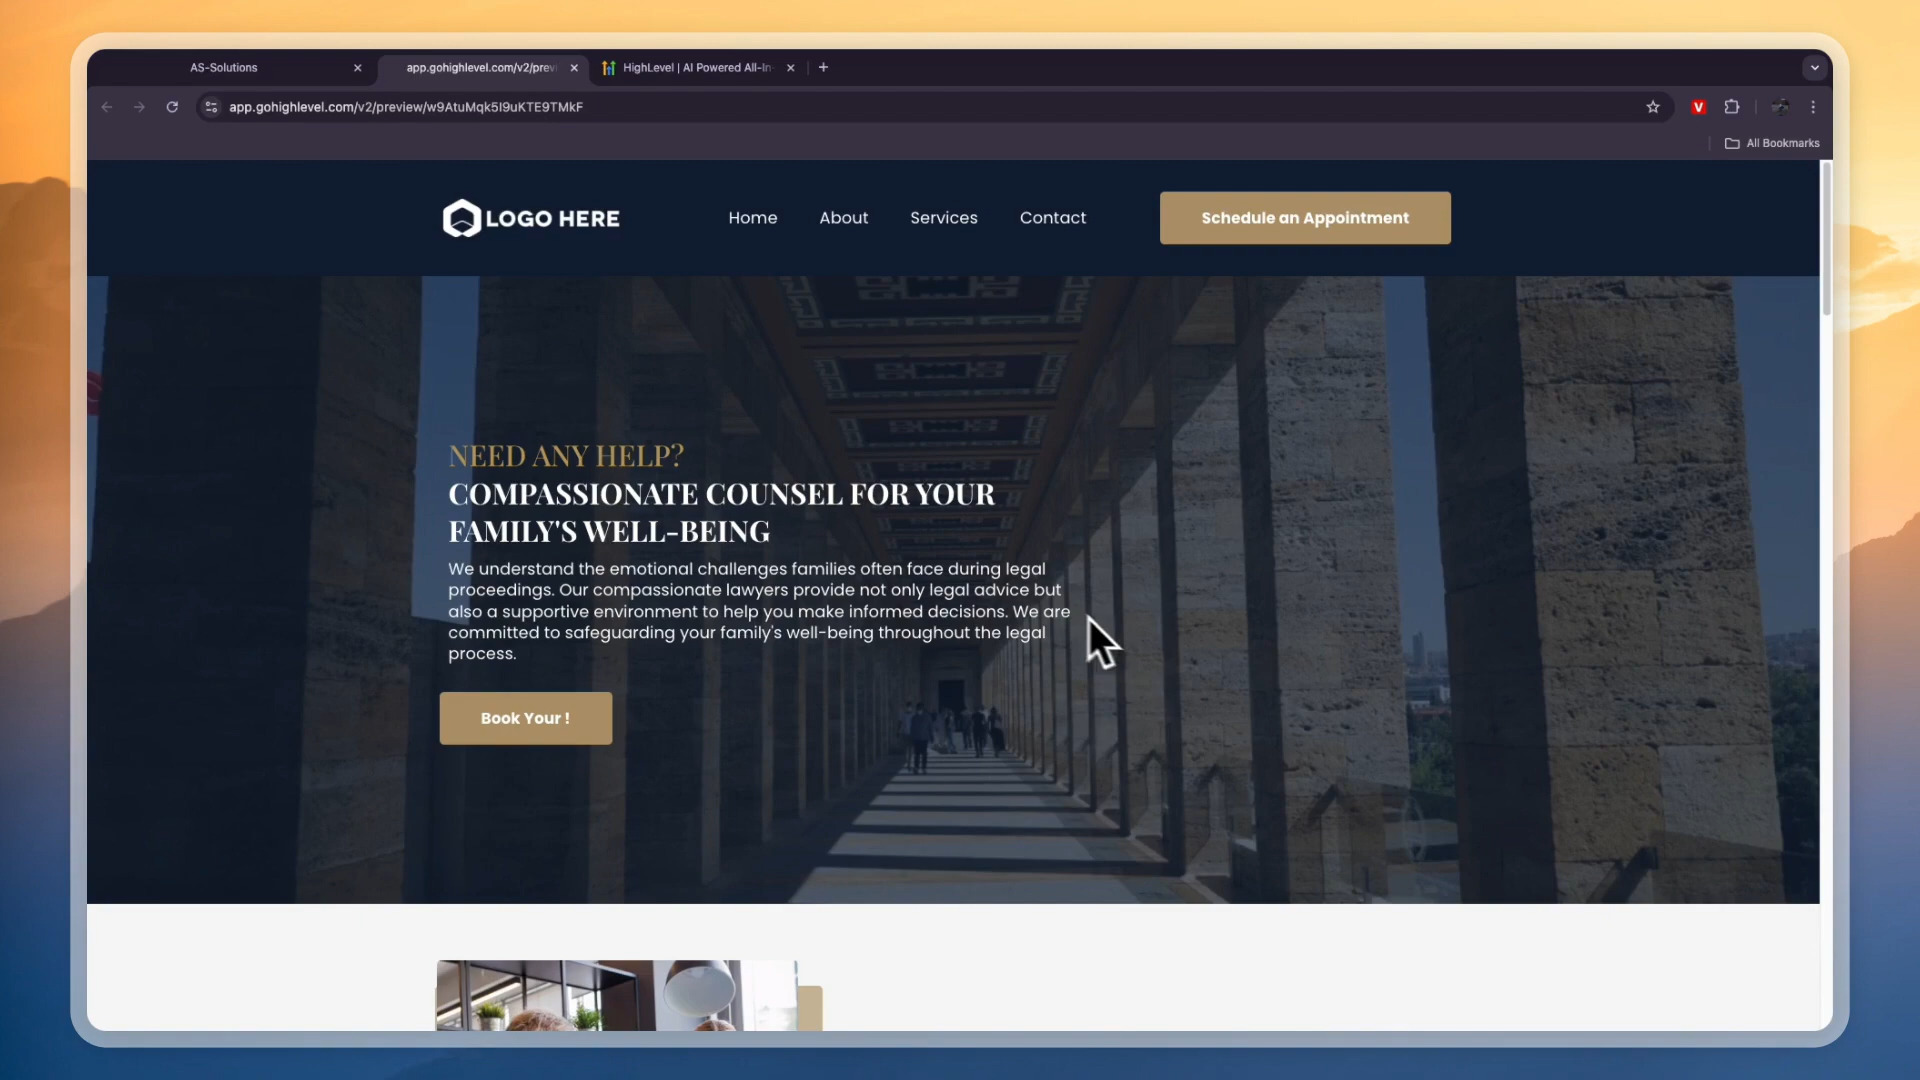 AS-Solutions
app.gohighlevel.com/v2/prev
HighLevel | AI Powered All-In-
app.gohighlevel.com/v2/preview/w9AtuMqk5I9uKTE9TMkF
V
All Bookmarks
LOGO HERE
Home
About
Services
Contact
Schedule an Appointment
NEED ANY HELP?
COMPASSIONATE COUNSEL FOR YOUR
FAMILY'S WELL-BEING
We understand the emotional challenges families often face during legal
proceedings. Our compassionate lawyers provide not only legal advice but
also a supportive environment to help you make informed decisions. We are
committed to safeguarding your family's well-being throughout the legal
process.
Book Your !